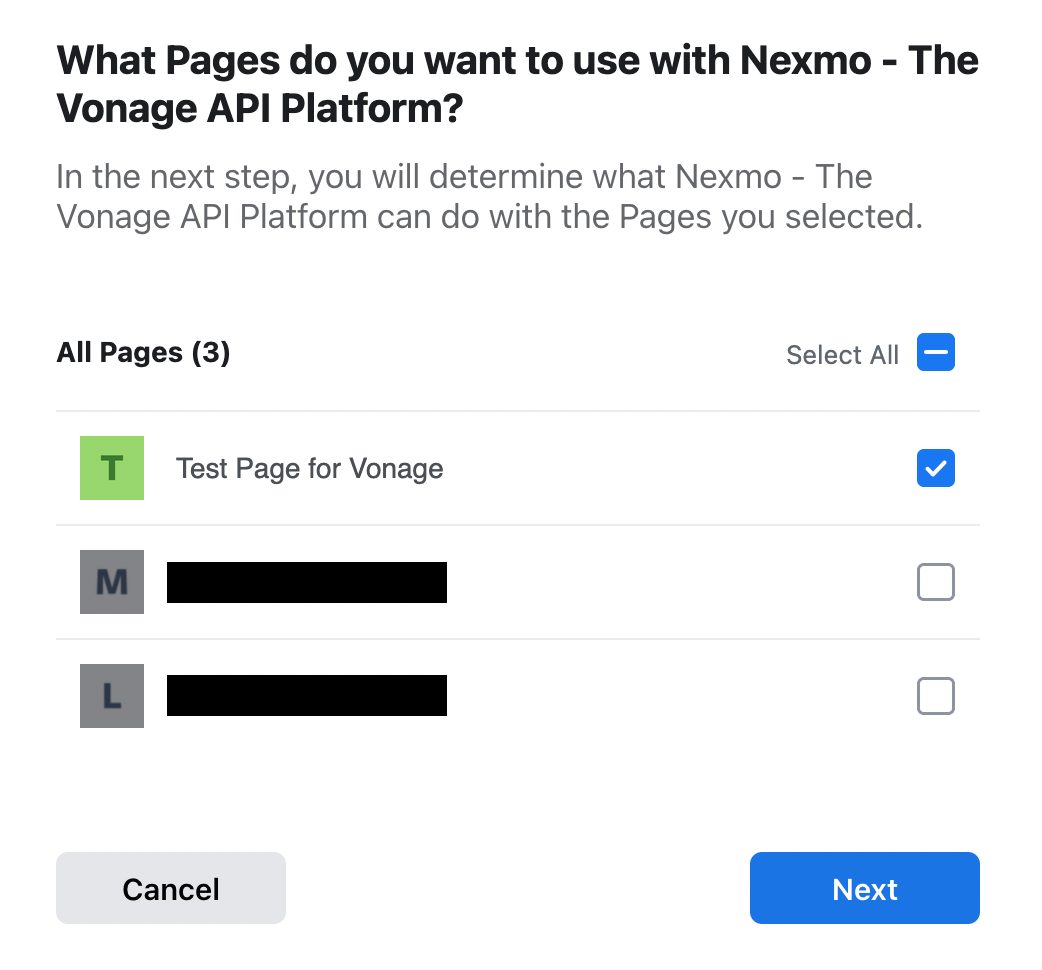 What Pages do you want to use with Nexmo - The
Vonage API Platform?
In the next step, you will determine what Nexmo - The
Vonage API Platform can do with the Pages you selected.
All Pages (3)
Select All
T
Test Page for Vonage
M
L
Cancel
Next